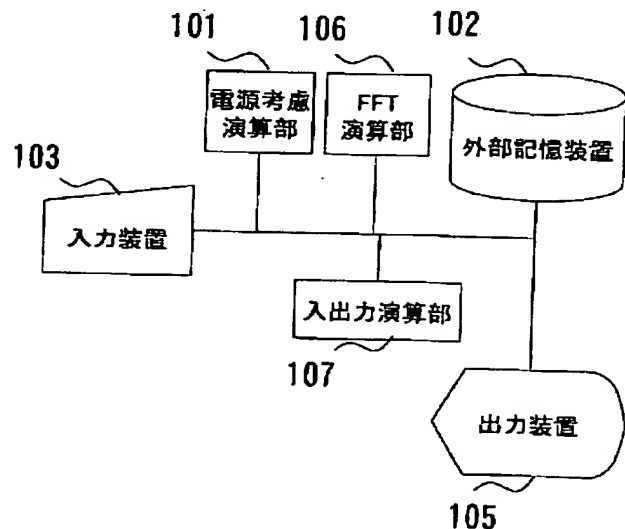 101
106
102
電源考慮
演算部
FFT
演算部
外部記憶装置
103
入力装置
入出力演算部
107
出力装置
105